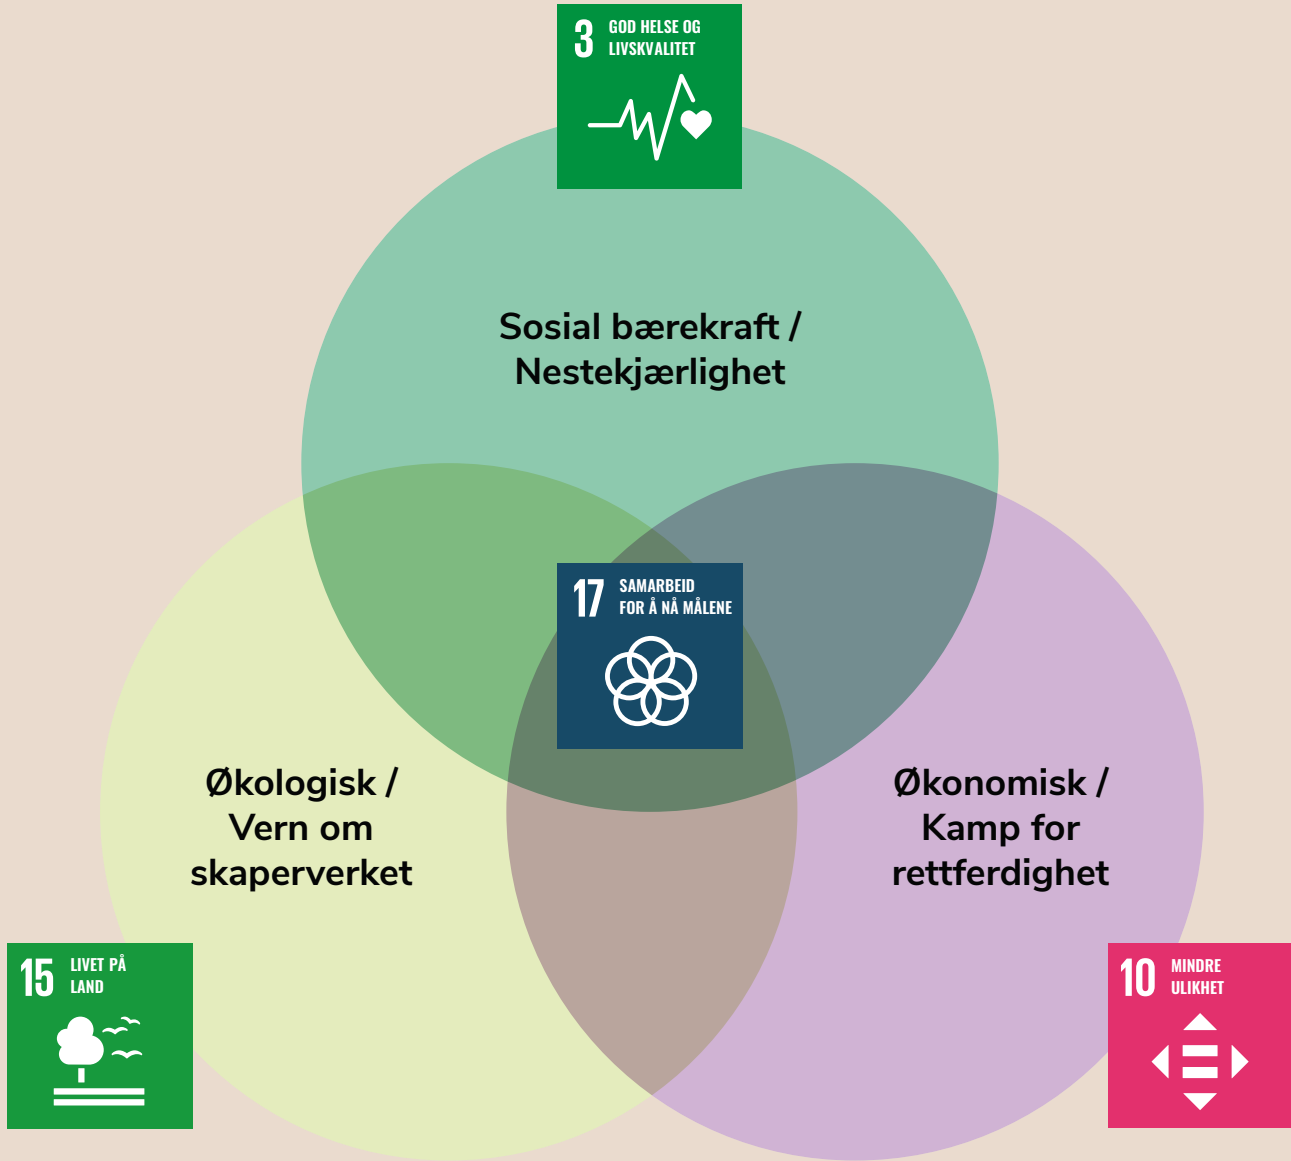 3 GOD HELSE OG
LIVSKVALITET
Sosial bærekraft /
Nestekjærlighet
17 SAMARBEID
FOR Å NÅ MÅLENE
Økologisk /
Vern om
skaperverket
Økonomisk /
Kamp for
rettferdighet
15 LIVET PÅ
LAND
10 MINDRE
ULIKHET